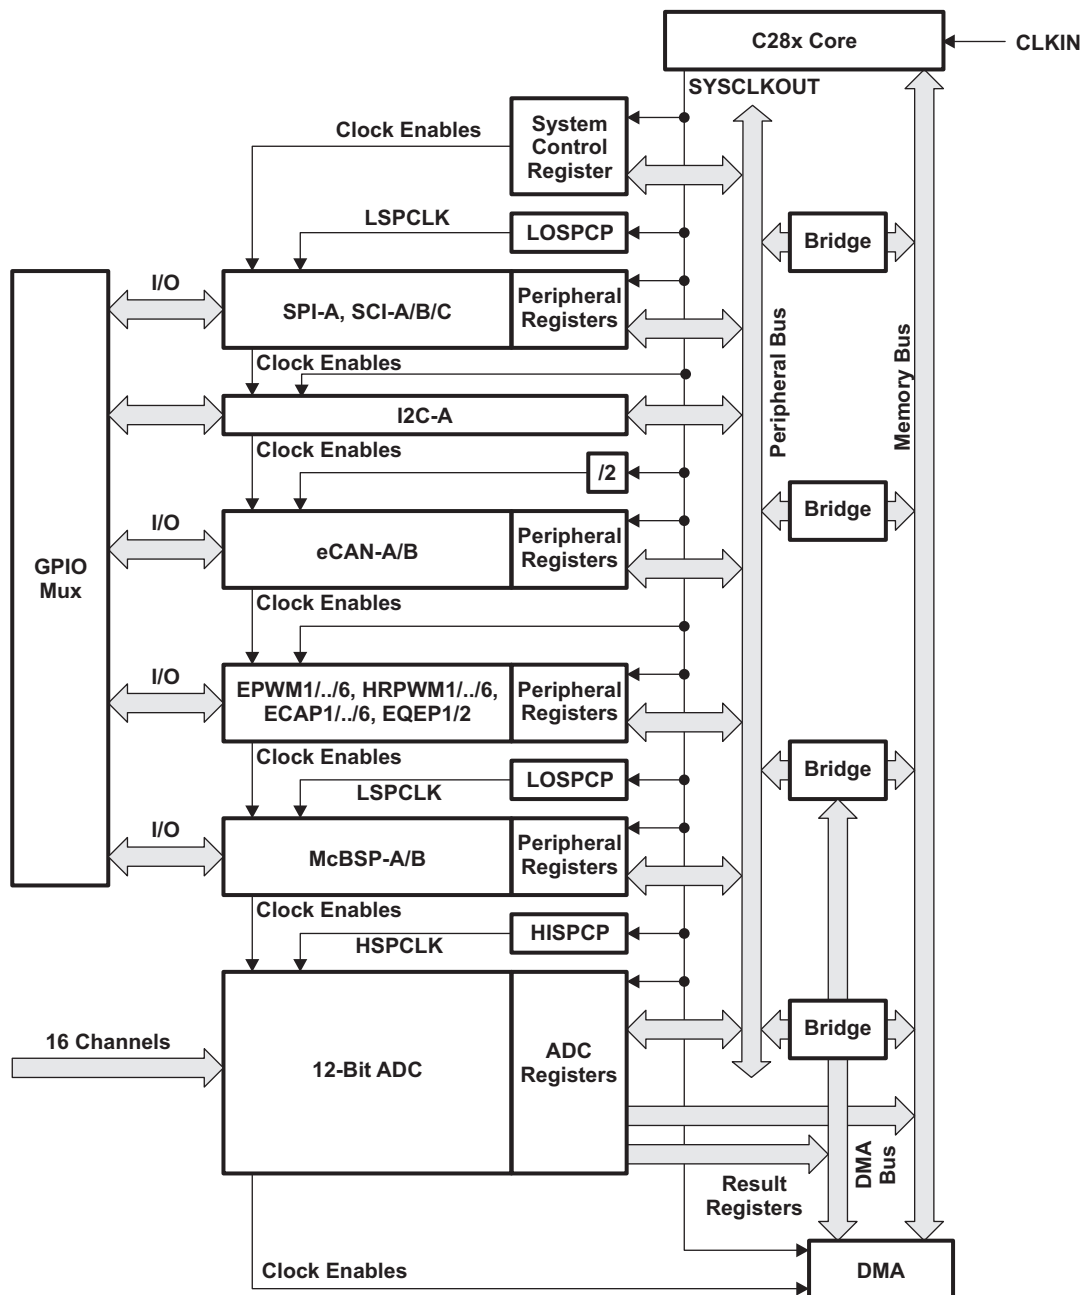 C28x Core
CLKIN
SYSCLKOUT
System
Control
Register
Clock Enables
LSPCLK
LOSPCP
Bridge
I/O
SPI-A, SCI-A/B/C
Peripheral
Registers
Peripheral Bus
Memory Bus
Clock Enables
I2C-A
Clock Enables
/2
Bridge
I/O
eCAN-A/B
Peripheral
Registers
GPIO
Mux
Clock Enables
I/O
EPWM1/../6, HRPWM1/../6,
ECAP1/../6, EQEP1/2
Peripheral
Registers
Clock Enables
LSPCLK
LOSPCP
Bridge
I/O
McBSP-A/B
Peripheral
Registers
Clock Enables
HSPCLK
HISPCP
16 Channels
12-Bit ADC
ADC
Registers
Bridge
DMA
Bus
Result
Registers
Clock Enables
DMA